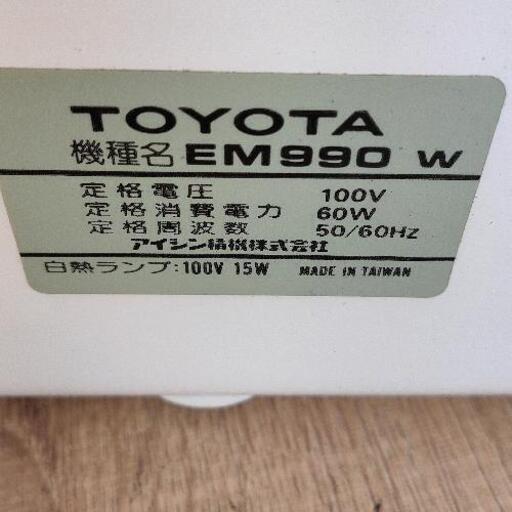 TOYOTA
機種名 EM990 W
定格電圧 100V
定格消費電力 60W
定格周波数 50/60HZ
アイシン精機株式会社
白熱ランプ:100V 15W MADE IN TAIWAN